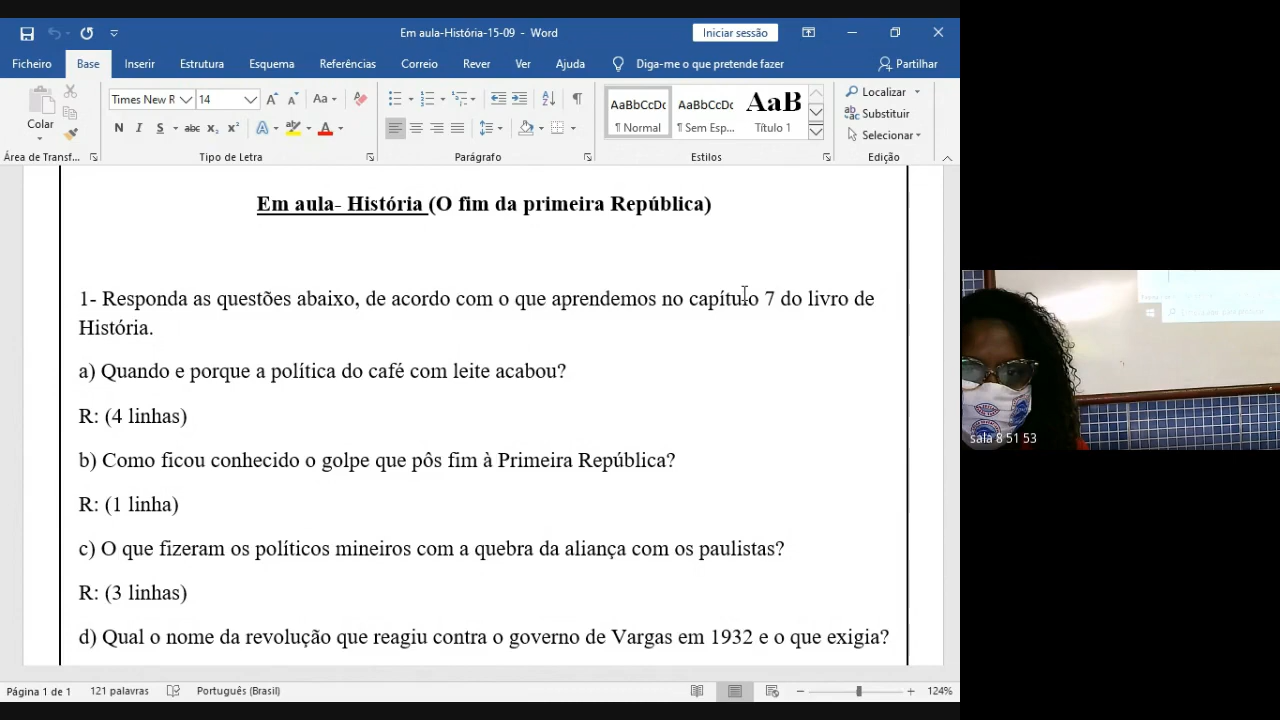 Em aula-História-15-09 - Word
Iniciar sessão
Ficheiro Base Inserir Estrutura Esquema Referências Correio Rever Ver Ajuda Diga-me o que pretende fazer Partilhar
Colar
Times New R 14
Aa
AaBbCcDc AaBbCcDc AaB
N I S abc x₂ x² A ab A
¶ Normal ¶ Sem Esp... Título 1
Localizar
Substituir
Selecionar
Área de Transf... Tipo de Letra Parágrafo Estilos Edição
Em aula- História (O fim da primeira República)
1- Responda as questões abaixo, de acordo com o que aprendemos no capítulo 7 do livro de
História.
a) Quando e porque a política do café com leite acabou?
R: (4 linhas)
b) Como ficou conhecido o golpe que pôs fim à Primeira República?
R: (1 linha)
c) O que fizeram os políticos mineiros com a quebra da aliança com os paulistas?
R: (3 linhas)
d) Qual o nome da revolução que reagiu contra o governo de Vargas em 1932 e o que exigia?
Página 1 de 1 121 palavras Português (Brasil) 124%
sala 8 51 53